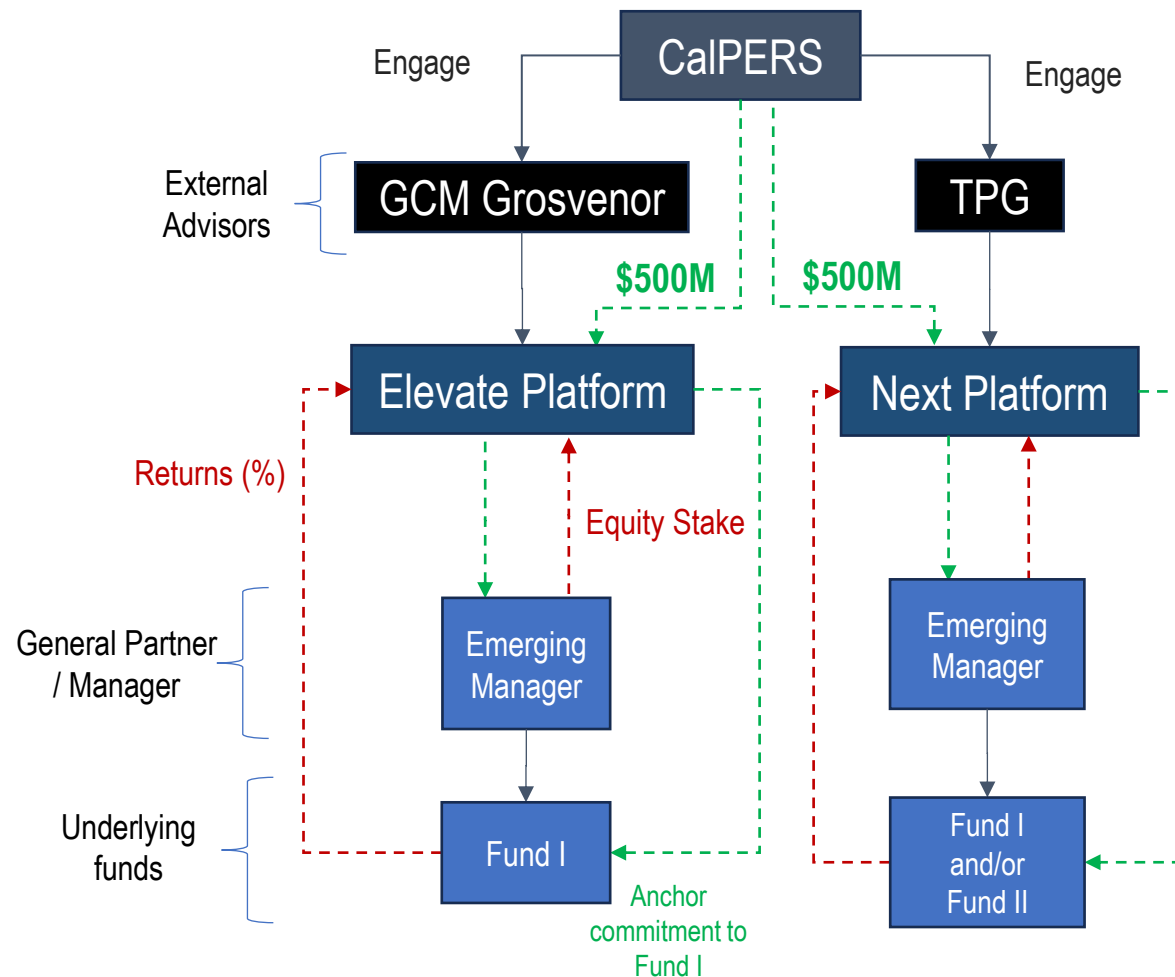 CalPERS
Engage
Engage
External
Advisors
GCM Grosvenor
TPG
$500M
$500M
Elevate Platform
Next Platform
Returns (%)
Equity Stake
General Partner
/ Manager
Emerging
Manager
Emerging
Manager
Underlying
funds
Fund I
Fund I
and/or
Fund II
Anchor
commitment to
Fund I